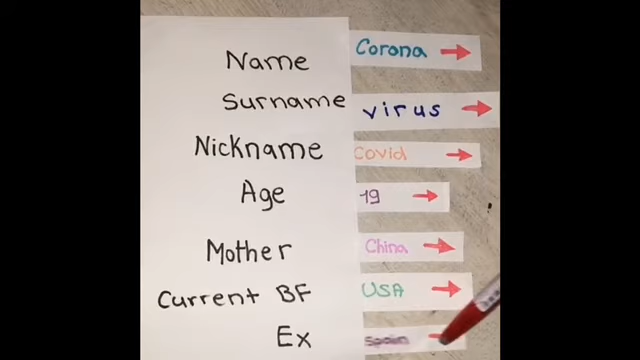 Name Corona
Surname virus
Nickname Covid
Age 19
Mother China
Current BF USA
Ex Spain